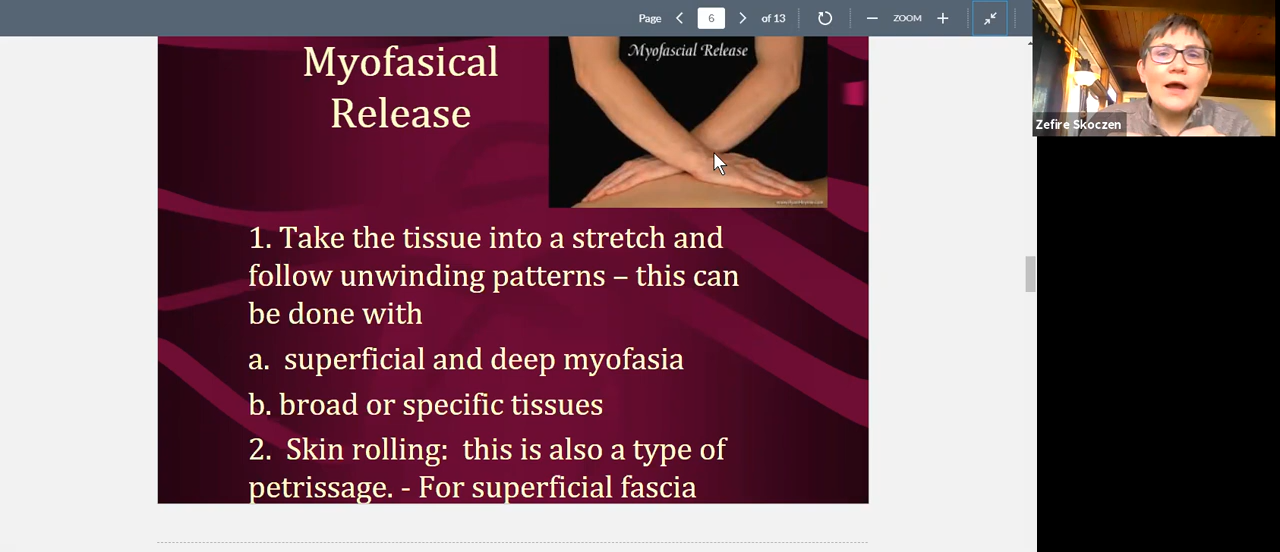 Page 6 of 13 ZOOM
Myofasical
Release
Myofascial Release
Zefire Skoczen
1. Take the tissue into a stretch and
follow unwinding patterns – this can
be done with
a. superficial and deep myofasia
b. broad or specific tissues
2. Skin rolling: this is also a type of
petrissage. - For superficial fascia